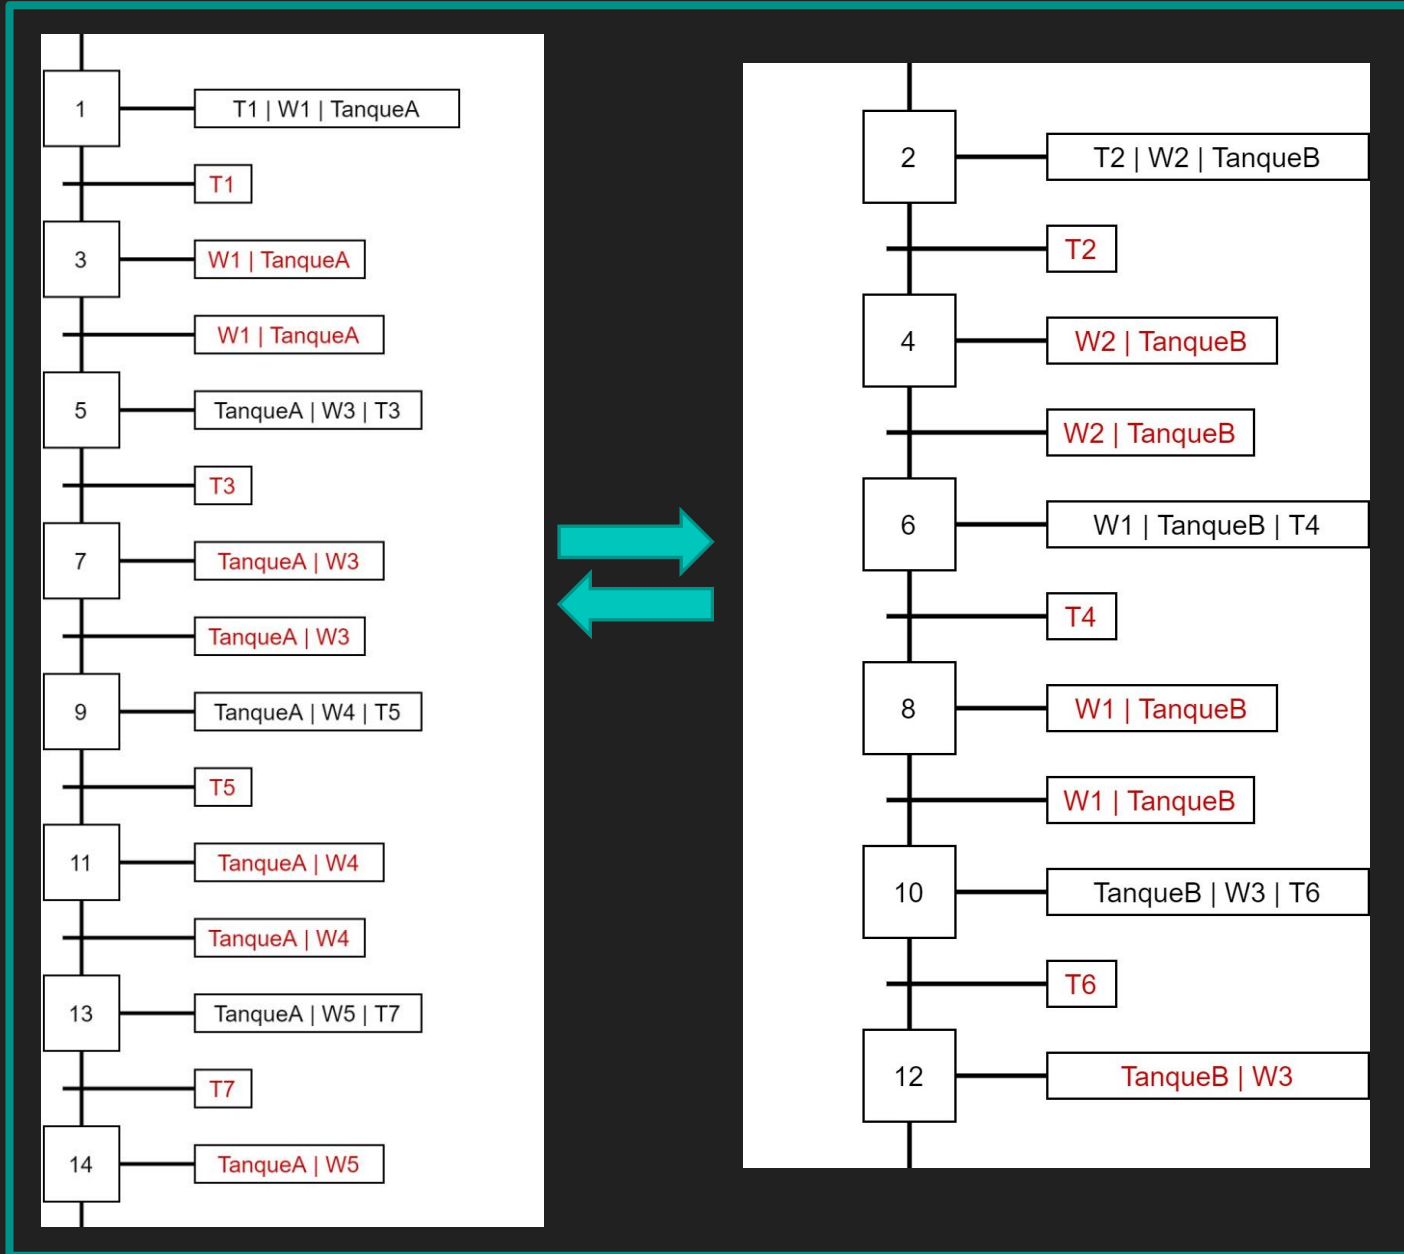 1
T1 | W1 | TanqueA
T1
3
W1 | TanqueA
W1 | TanqueA
5
TanqueA | W3 | T3
T3
7
TanqueA | W3
TanqueA | W3
9
TanqueA | W4 | T5
T5
11
TanqueA | W4
TanqueA | W4
13
TanqueA | W5 | T7
T7
14
TanqueA | W5
2
T2 | W2 | TanqueB
T2
4
W2 | TanqueB
W2 | TanqueB
6
W1 | TanqueB | T4
T4
8
W1 | TanqueB
W1 | TanqueB
10
TanqueB | W3 | T6
T6
12
TanqueB | W3